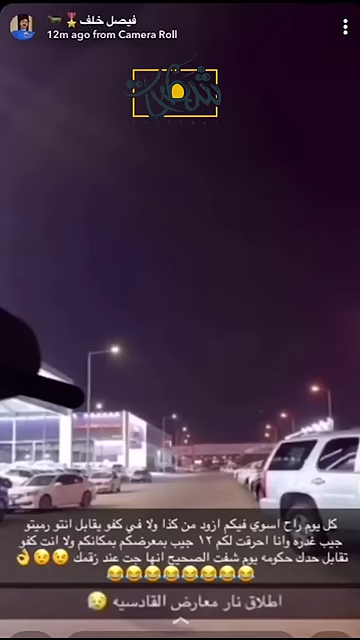 فيصل خلف🎖🐎
12m ago from Camera Roll
شقردات
كل يوم راح اسوي فيكم ازود من كذا ولا في كفو يقابل انتو رميتو
جيب غدره وانا احرقت لكم ١٢ جيب بمعرضكم بمكانكم ولا انت كفو
تقابل حدك حكومه يوم شفت الصحيح انها جت عند زقمك 😉😉👌
😂😂😂😂😂😂😂😂
اطلاق نار معارض القادسيه 😢